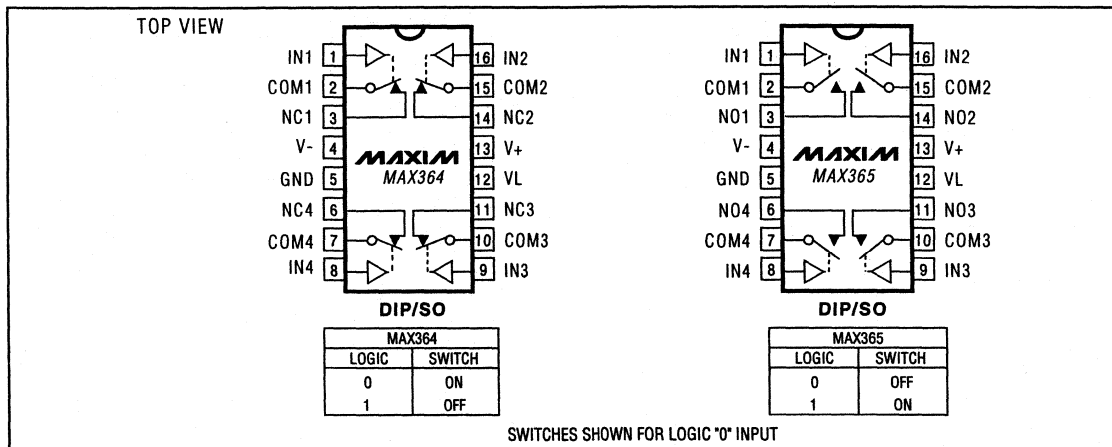 TOP VIEW
IN1 1 16 IN2
COM1 2 15 COM2
NC1 3 14 NC2
V- 4 13 V+
GND 5 12 VL
NC4 6 11 NC3
COM4 7 10 COM3
IN4 8 9 IN3
MAXIM
MAX364
DIP/SO
MAX364
LOGIC SWITCH
0 ON
1 OFF
IN1 1 16 IN2
COM1 2 15 COM2
NO1 3 14 NO2
V- 4 13 V+
GND 5 12 VL
NO4 6 11 NO3
COM4 7 10 COM3
IN4 8 9 IN3
MAXIM
MAX365
DIP/SO
MAX365
LOGIC SWITCH
0 OFF
1 ON
SWITCHES SHOWN FOR LOGIC "0" INPUT